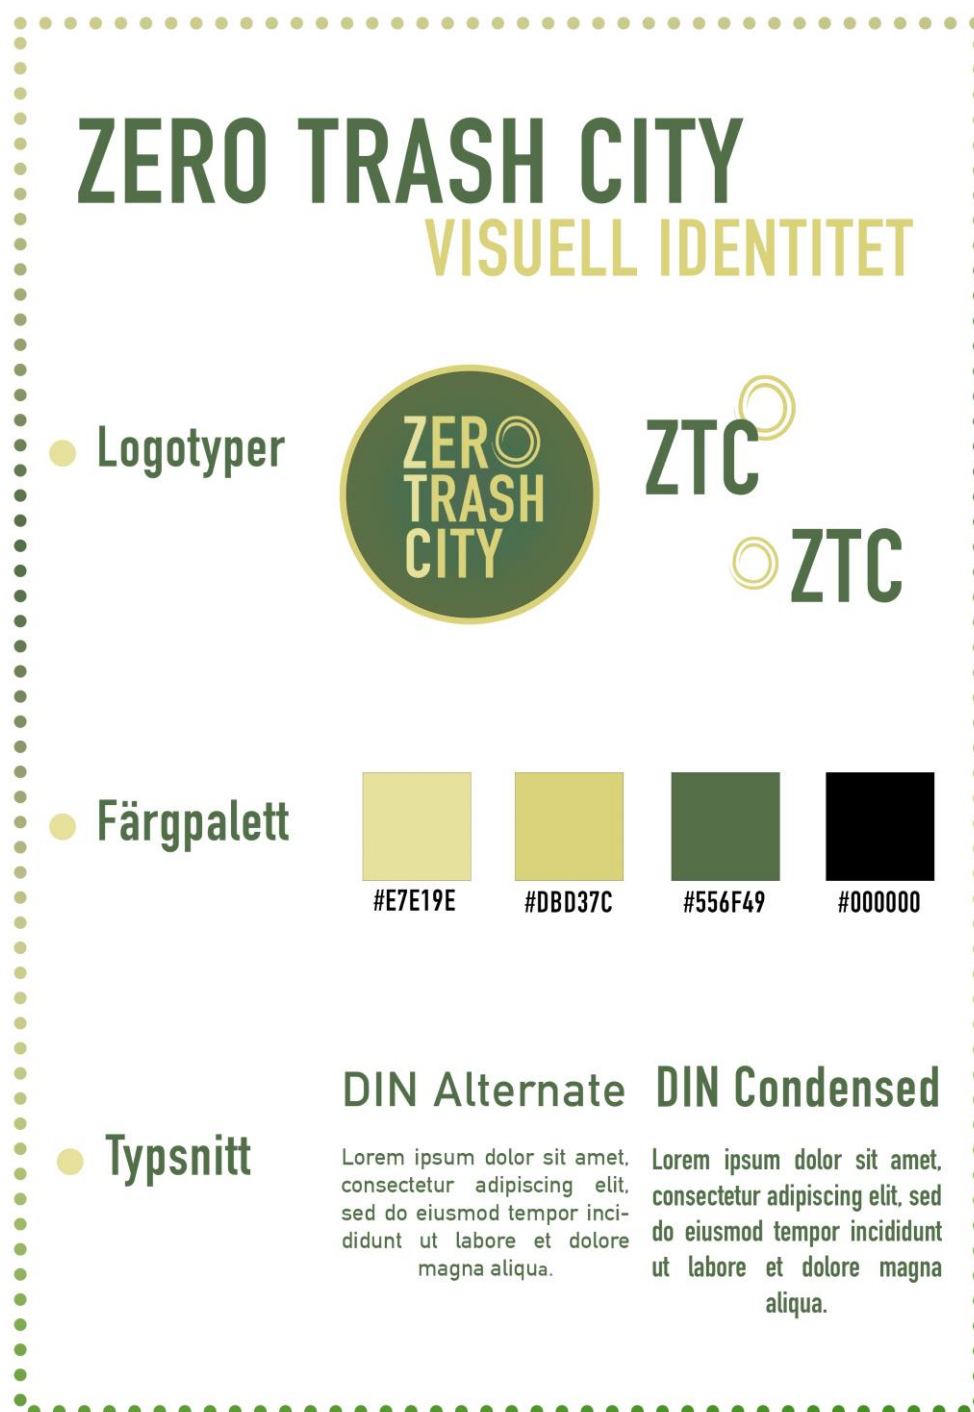 ZERO TRASH CITY
VISUELL IDENTITET
Logotyper
ZERO
TRASH
CITY
ZTC
ZTC
Färgpalett
#E7E19E
#DBD37C
#556F49
#000000
Typsnitt
DIN Alternate
Lorem ipsum dolor sit amet,
consectetur adipiscing elit,
sed do eiusmod tempor inci-
didunt ut labore et dolore
magna aliqua.
DIN Condensed
Lorem ipsum dolor sit amet,
consectetur adipiscing elit, sed
do eiusmod tempor incididunt
ut labore et dolore magna
aliqua.